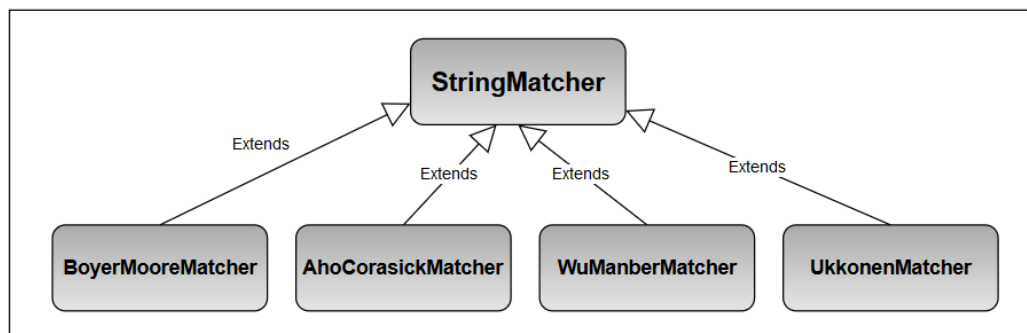 StringMatcher
Extends
Extends
Extends
Extends
BoyerMooreMatcher
AhoCorasickMatcher
WuManberMatcher
UkkonenMatcher